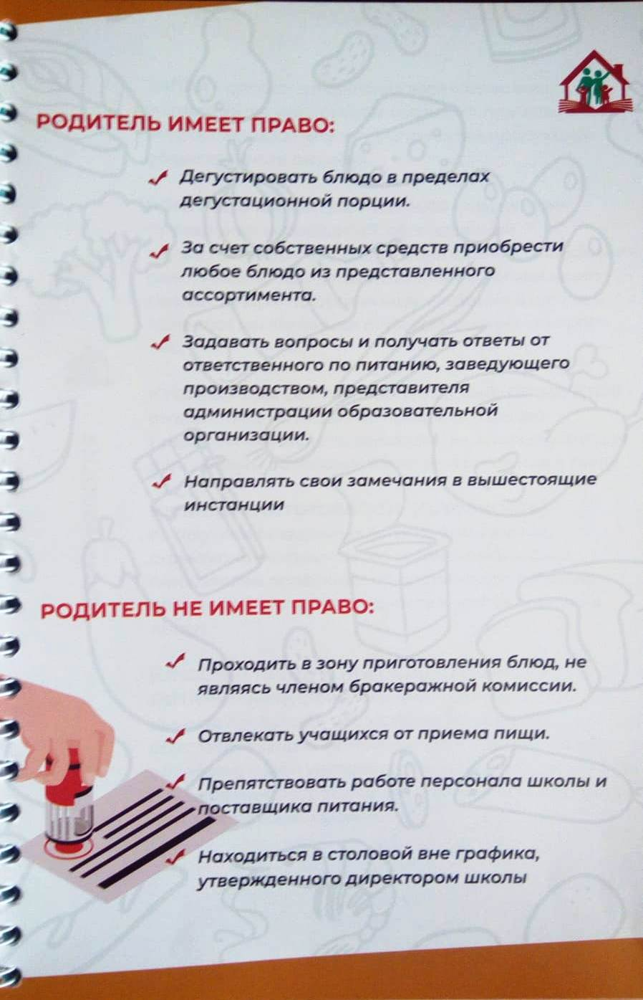 РОДИТЕЛЬ ИМЕЕТ ПРАВО:
Дегустировать блюдо в пределах
дегустационной порции.
За счет собственных средств приобрести
любое блюдо из представленного
ассортимента.
Задавать вопросы и получать ответы от
ответственного по питанию, заведующего
производством, представителя
администрации образовательной
организации.
Направлять свои замечания в вышестоящие
инстанции
РОДИТЕЛЬ НЕ ИМЕЕТ ПРАВО:
Проходить в зону приготовления блюд, не
являясь членом бракеражной комиссии.
Отвлекать учащихся от приема пищи.
Препятствовать работе персонала школы и
поставщика питания.
Находиться в столовой вне графика,
утвержденного директором школы